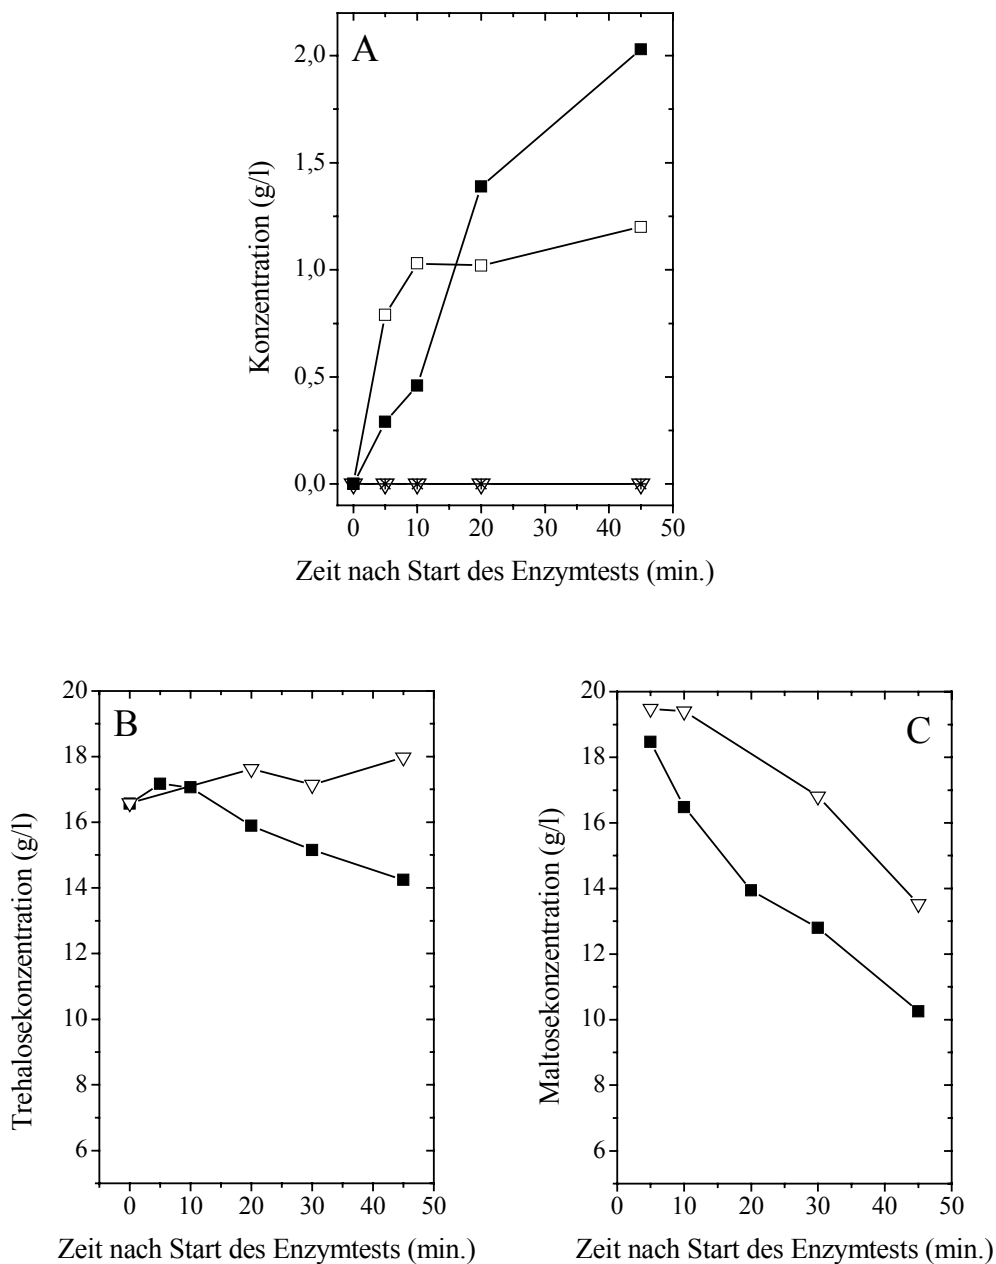 A
Konzentration (g/l)
2,0
1,5
1,0
0,5
0,0
0 10 20 30 40 50
Zeit nach Start des Enzymtests (min.)
B
Trehalosekonzentration (g/l)
20
18
16
14
12
10
8
6
0 10 20 30 40 50
Zeit nach Start des Enzymtests (min.)
C
Maltosekonzentration (g/l)
20
18
16
14
12
10
8
6
0 10 20 30 40 50
Zeit nach Start des Enzymtests (min.)